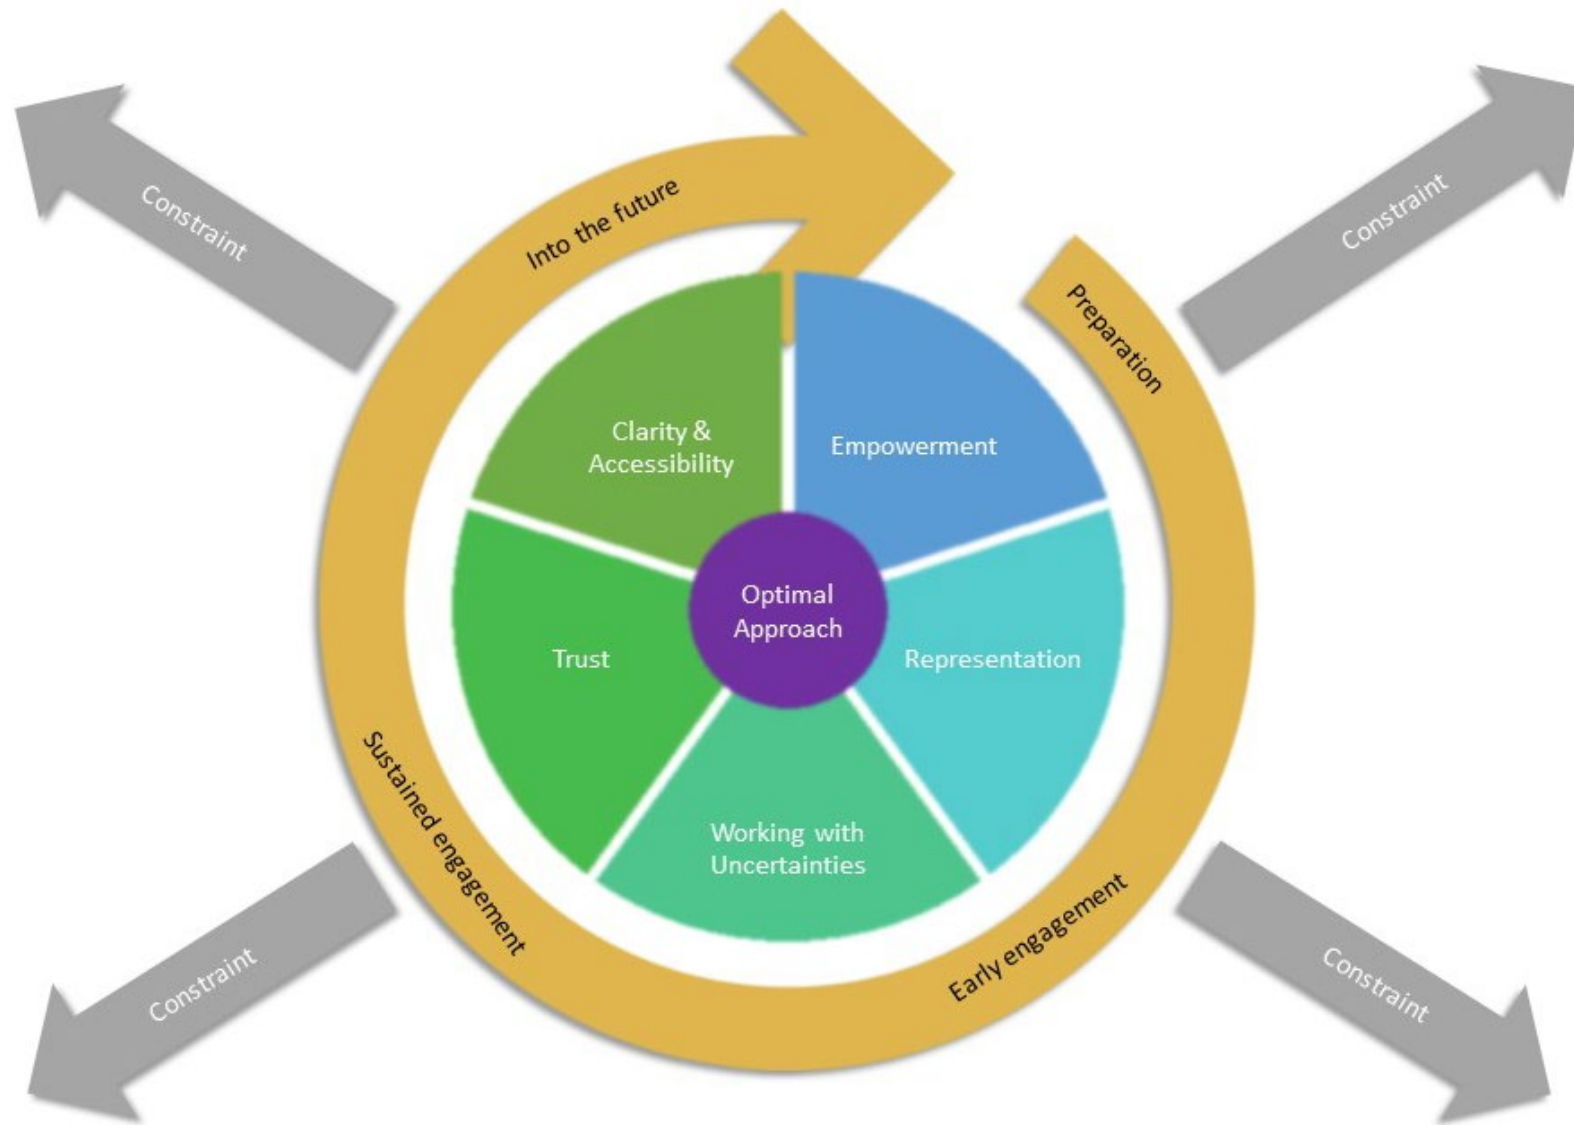 Constraint
Constraint
Into the future
Preparation
Clarity &
Accessibility
Empowerment
Optimal
Approach
Trust
Representation
Working with
Uncertainties
Sustained engagement
Early engagement
Constraint
Constraint